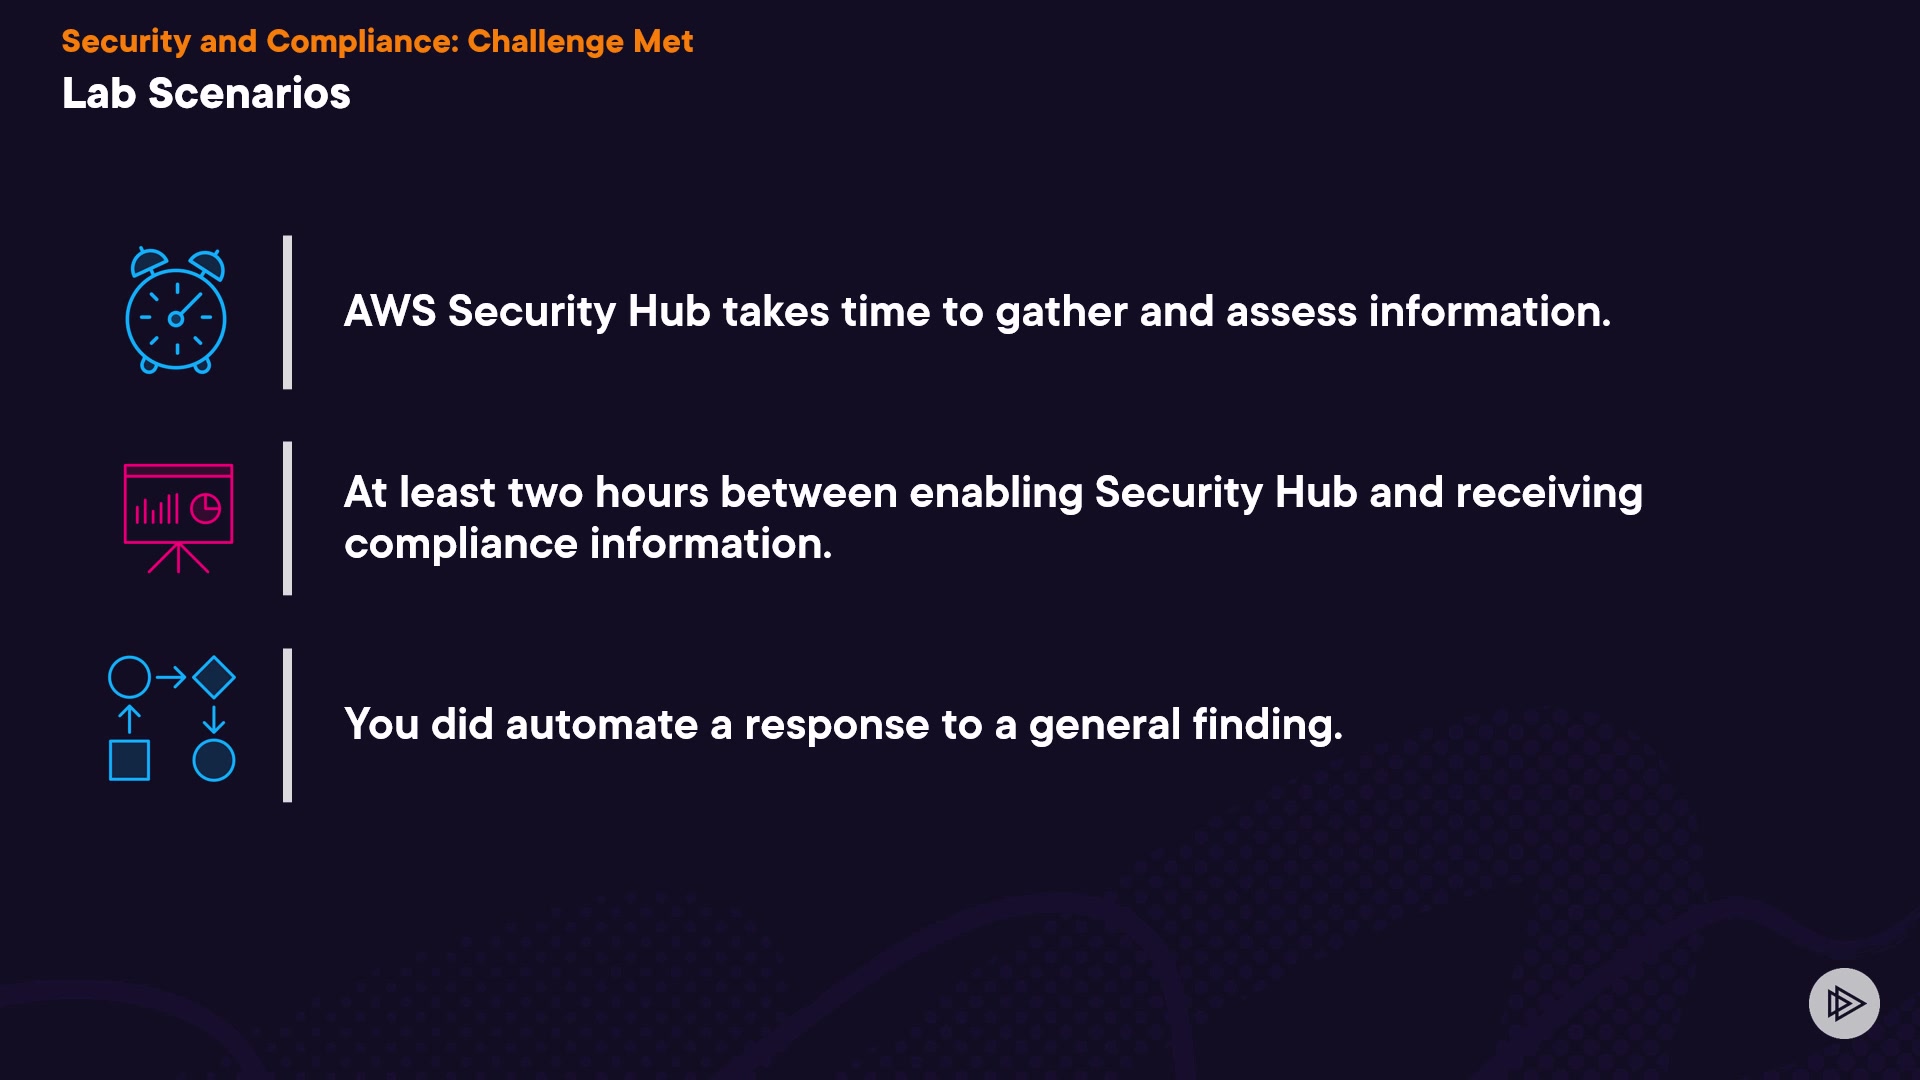 Security and Compliance: Challenge Met
Lab Scenarios
AWS Security Hub takes time to gather and assess information.
At least two hours between enabling Security Hub and receiving
compliance information.
You did automate a response to a general finding.